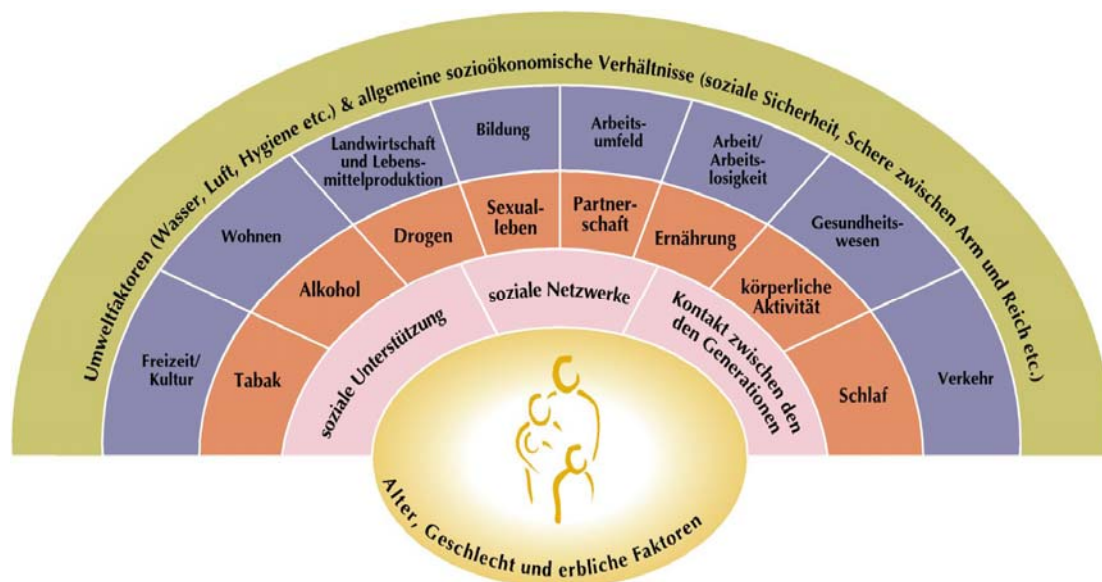 Umweltfaktoren (Wasser, Luft, Hygiene etc.) & allgemeine sozioökonomische Verhältnisse (soziale Sicherheit, Schere zwischen Arm und Reich etc.)
Freizeit/
Kultur
Wohnen
Landwirtschaft
und Lebens-
mittelproduktion
Bildung
Arbeits-
umfeld
Arbeit/
Arbeits-
losigkeit
Gesundheits-
wesen
Verkehr
Tabak
Alkohol
Drogen
Sexual-
leben
Partner-
schaft
Ernährung
körperliche
Aktivität
Schlaf
soziale Unterstützung
soziale Netzwerke
Kontakt zwischen den
den Generationen
Alter, Geschlecht und erbliche Faktoren